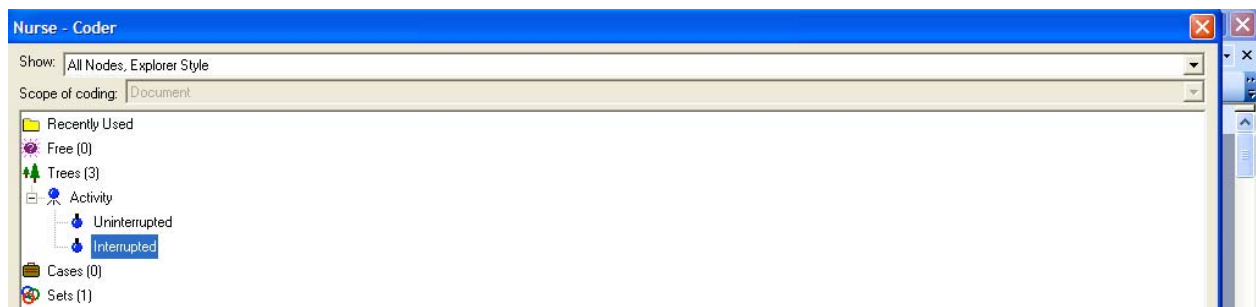 Nurse - Coder
Show: All Nodes, Explorer Style
Scope of coding: Document
Recently Used
Free (0)
Trees (3)
Activity
Uninterrupted
Interrupted
Cases (0)
Sets (1)